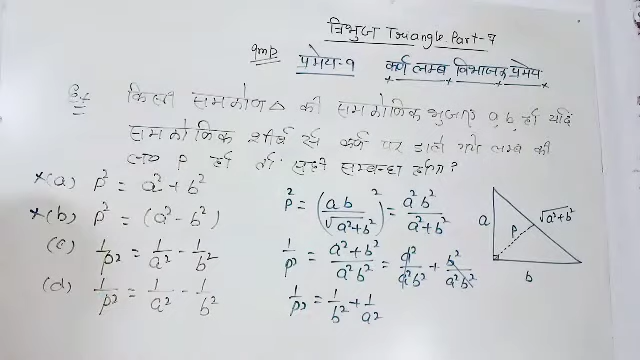 त्रिभुज Triangle Part-7
Imp प्रमेय-9 कर्ण लम्ब विभाजक प्रमेय
Ex किसी समकोण△ की समकोणिक भुजाएं a, b, हो यदि
समकोणिक शीर्ष से कर्ण पर डाले गये लम्ब की
P हो तो सही सम्बन्ध होगा?
*(a) P² = a² + b²
*(b) P² = (a² - b²)
(c) 1/P² = 1/a² - 1/b²
(d) 1/P² = 1/a² - 1/b²
P² = (ab/√a²+b²)² = a²b²/a²+b²
1/P² = a²+b²/a²b² = a²/a²b² + b²/a²b²
1/P² = 1/b² + 1/a²
a
P
√a²+b²
b